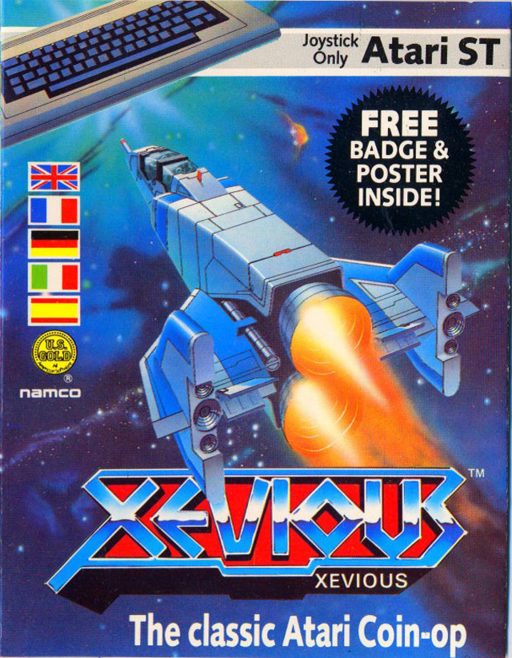 Joystick
Only
Atari ST
FREE
BADGE &
POSTER
INSIDE!
U.S.
GOLD
®
namco
XEVIOUS
TM
XEVIOUS
The classic Atari Coin-op